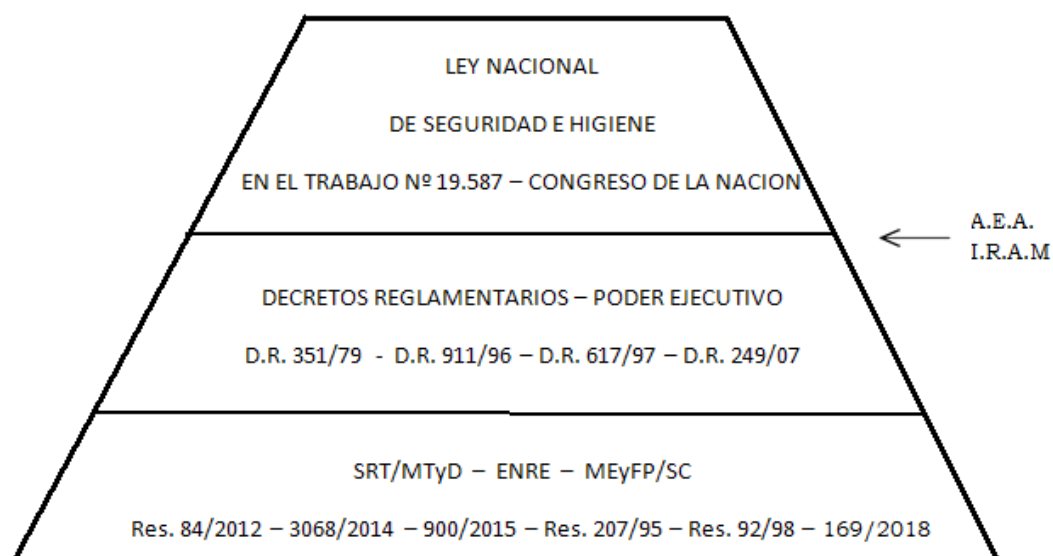 LEY NACIONAL
DE SEGURIDAD E HIGIENE
EN EL TRABAJO Nº 19.587 – CONGRESO DE LA NACION
A.E.A.
I.R.A.M
DECRETOS REGLAMENTARIOS – PODER EJECUTIVO
D.R. 351/79 - D.R. 911/96 – D.R. 617/97 – D.R. 249/07
SRT/MTyD – ENRE – MEyFP/SC
Res. 84/2012 – 3068/2014 – 900/2015 – Res. 207/95 – Res. 92/98 – 169/2018